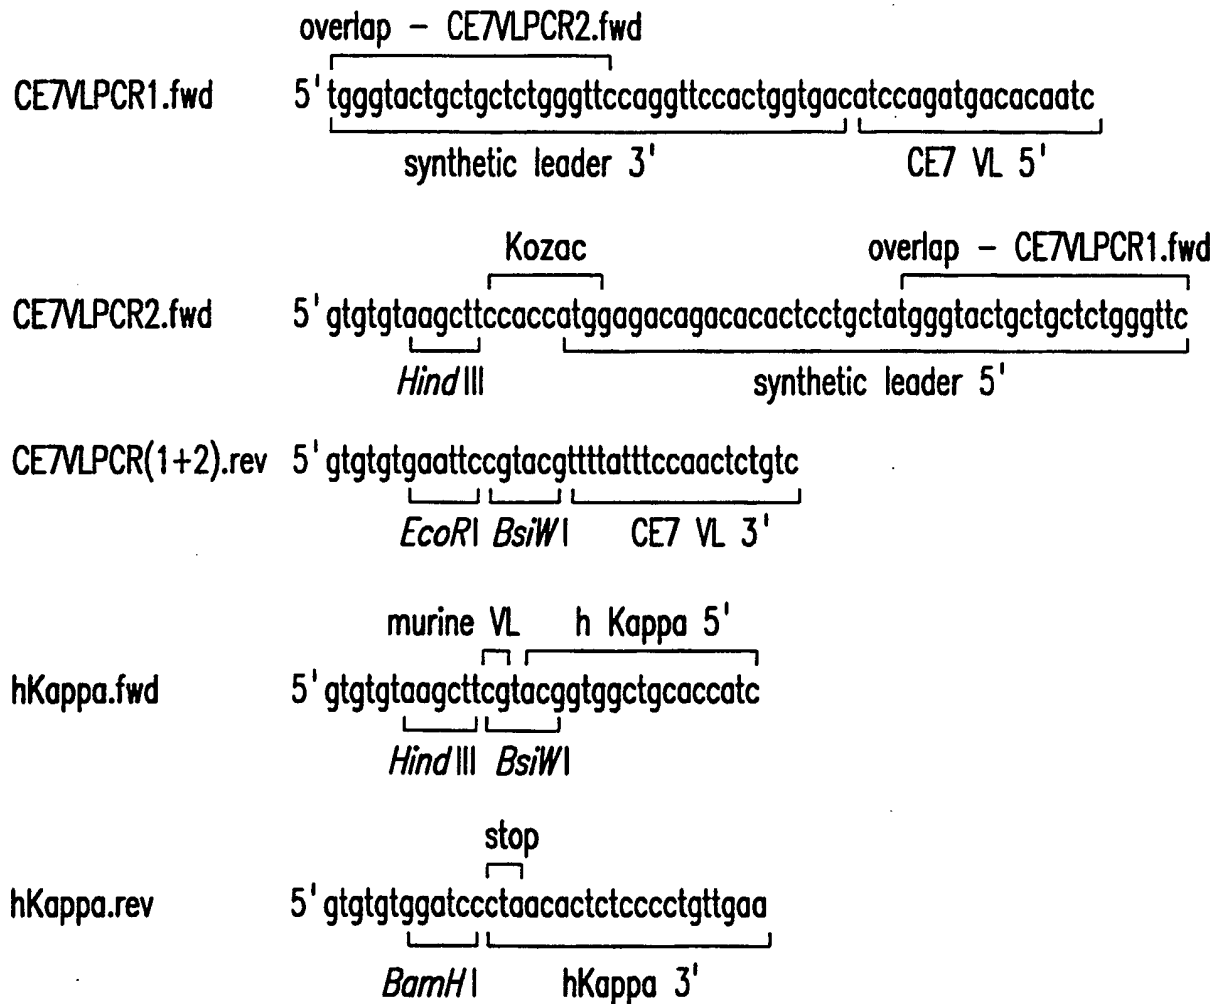 overlap - CE7VLPCR2.fwd
CE7VLPCR1.fwd 5'tgggtactgctgctctgggttccaggttccactggtgacatccagatgacacaatc
synthetic leader 3' CE7 VL 5'
Kozac overlap - CE7VLPCR1.fwd
CE7VLPCR2.fwd 5'gtgtgtaagcttccaccatggagacagacacactcctgctatgggtactgctgctctgggttc
HindIII synthetic leader 5'
CE7VLPCR(1+2).rev 5'gtgtgtgaattccgtacgttttatttccaactctgtc
EcoRI BsiWI CE7 VL 3'
murine VL h Kappa 5'
hKappa.fwd 5'gtgtgtaagcttcgtacggtggctgcaccatc
HindIII BsiWI
stop
hKappa.rev 5'gtgtgtggatccctaacactctcccctgttgaa
BamHI hKappa 3'